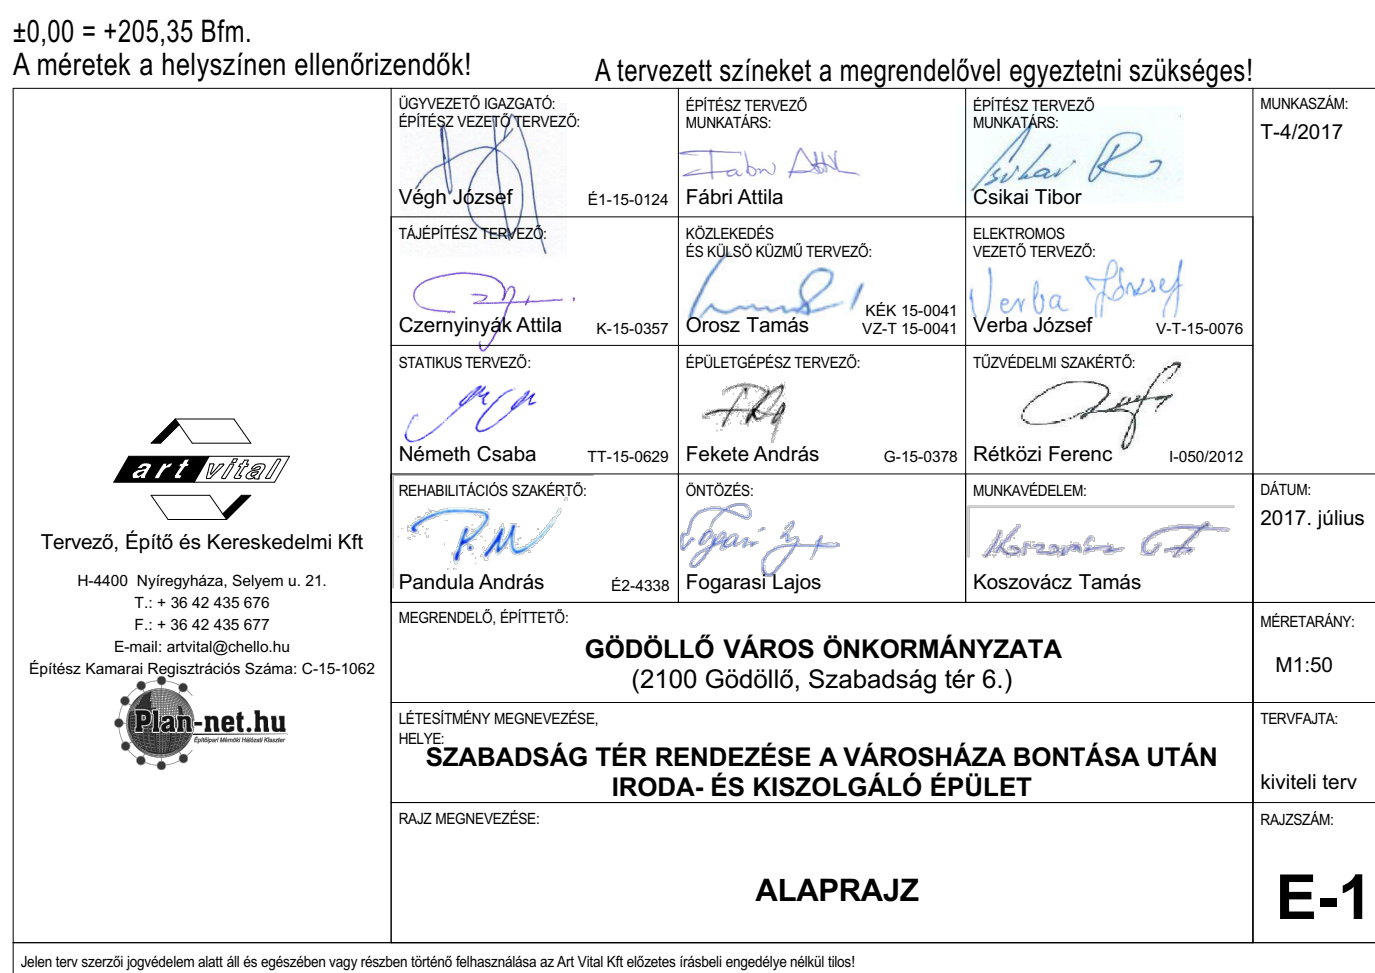 ±0,00 = +205,35 Bfm.
A méretek a helyszínen ellenőrizendők!
A tervezett színeket a megrendelővel egyeztetni szükséges!
art vital
Tervező, Építő és Kereskedelmi Kft
H-4400 Nyíregyháza, Selyem u. 21.
T.: + 36 42 435 676
F.: + 36 42 435 677
E-mail: artvital@chello.hu
Építész Kamarai Regisztrációs Száma: C-15-1062
Plan-net.hu
Építőipari Mérnöki Hálózati Klaszter
ÜGYVEZETŐ IGAZGATÓ:
ÉPÍTÉSZ VEZETŐ TERVEZŐ:
Végh József É1-15-0124
ÉPÍTÉSZ TERVEZŐ
MUNKATÁRS:
Fábri Attila
Fábri Attila
ÉPÍTÉSZ TERVEZŐ
MUNKATÁRS:
Csikai
Csikai Tibor
MUNKASZÁM:
T-4/2017
TÁJÉPÍTÉSZ TERVEZŐ:
Czernyinyák Attila K-15-0357
KÖZLEKEDÉS
ÉS KÜLSÖ KÜZMŰ TERVEZŐ:
KÉK 15-0041
Orosz Tamás VZ-T 15-0041
ELEKTROMOS
VEZETŐ TERVEZŐ:
Verba József
Verba József V-T-15-0076
STATIKUS TERVEZŐ:
Németh Csaba TT-15-0629
ÉPÜLETGÉPÉSZ TERVEZŐ:
Fekete András G-15-0378
TŰZVÉDELMI SZAKÉRTŐ:
Rétközi Ferenc I-050/2012
REHABILITÁCIÓS SZAKÉRTŐ:
Pandula András É2-4338
ÖNTÖZÉS:
Fogarasi Lajos
MUNKAVÉDELEM:
Koszovácz Tamás
DÁTUM:
2017. július
MEGRENDELŐ, ÉPÍTTETŐ:
GÖDÖLLŐ VÁROS ÖNKORMÁNYZATA
(2100 Gödöllő, Szabadság tér 6.)
MÉRETARÁNY:
M1:50
LÉTESÍTMÉNY MEGNEVEZÉSE,
HELYE:
SZABADSÁG TÉR RENDEZÉSE A VÁROSHÁZA BONTÁSA UTÁN
IRODA- ÉS KISZOLGÁLÓ ÉPÜLET
TERVFAJTA:
kiviteli terv
RAJZ MEGNEVEZÉSE:
ALAPRAJZ
RAJZSZÁM:
E-1
Jelen terv szerzői jogvédelem alatt áll és egészében vagy részben történő felhasználása az Art Vital Kft előzetes írásbeli engedélye nélkül tilos!